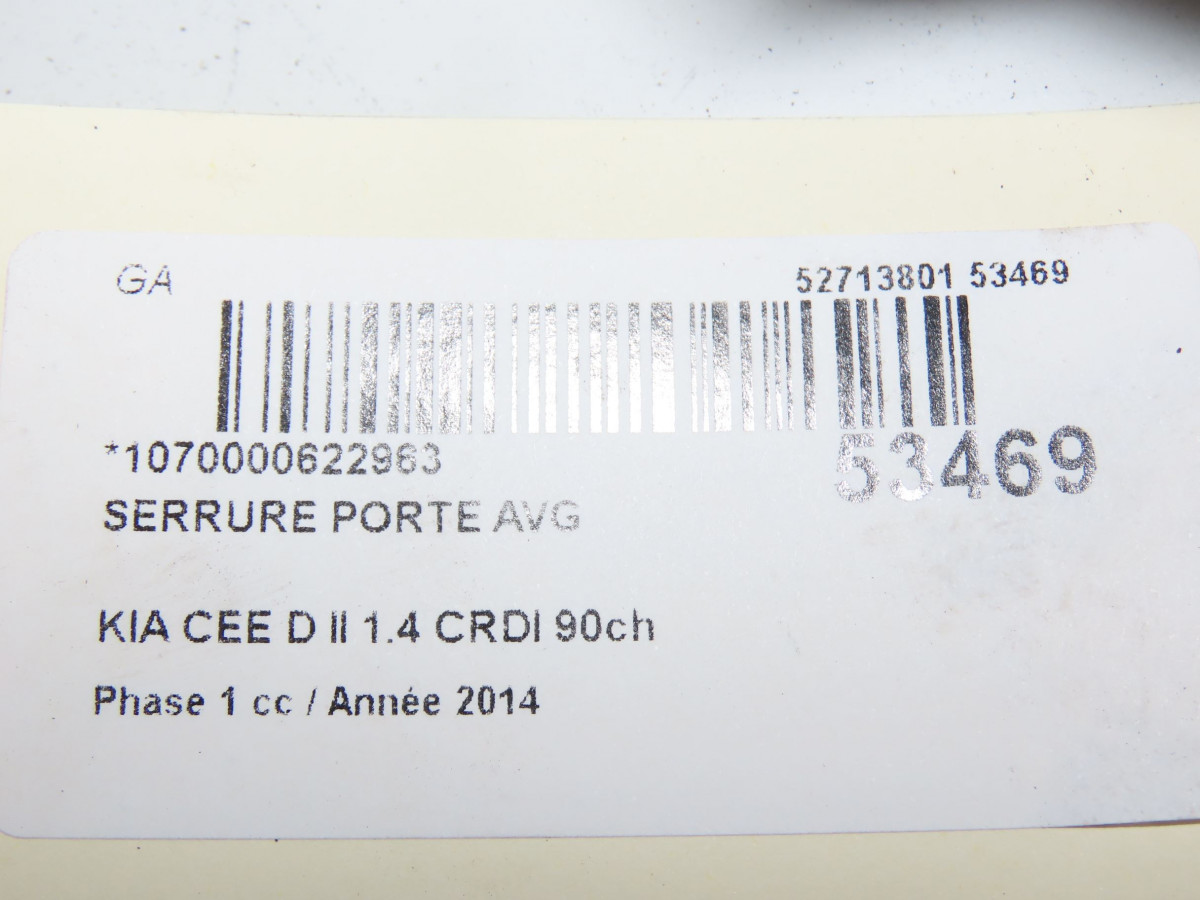 GA
52713801 53469
*1070000622963
53469
SERRURE PORTE AVG
KIA CEE D II 1.4 CRDI 90ch
Phase 1 cc / Année 2014